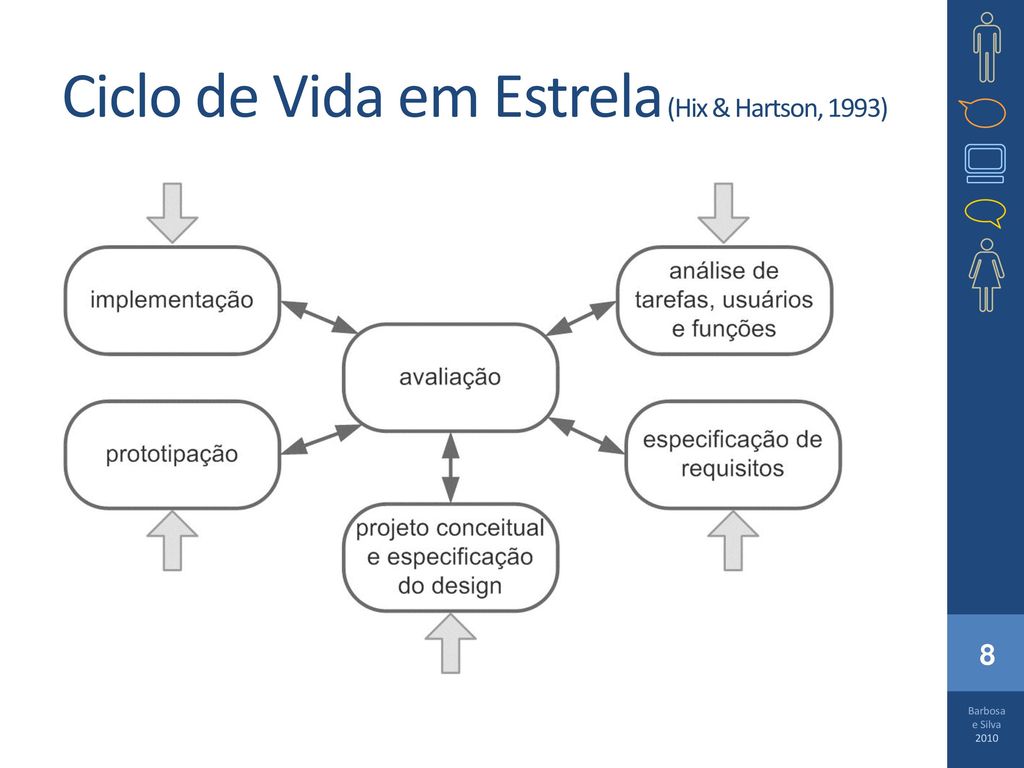 Ciclo de Vida em Estrela (Hix & Hartson, 1993)
implementação
análise de
tarefas, usuários
e funções
avaliação
prototipação
especificação de
requisitos
projeto conceitual
e especificação
do design
8
Barbosa
e Silva
2010